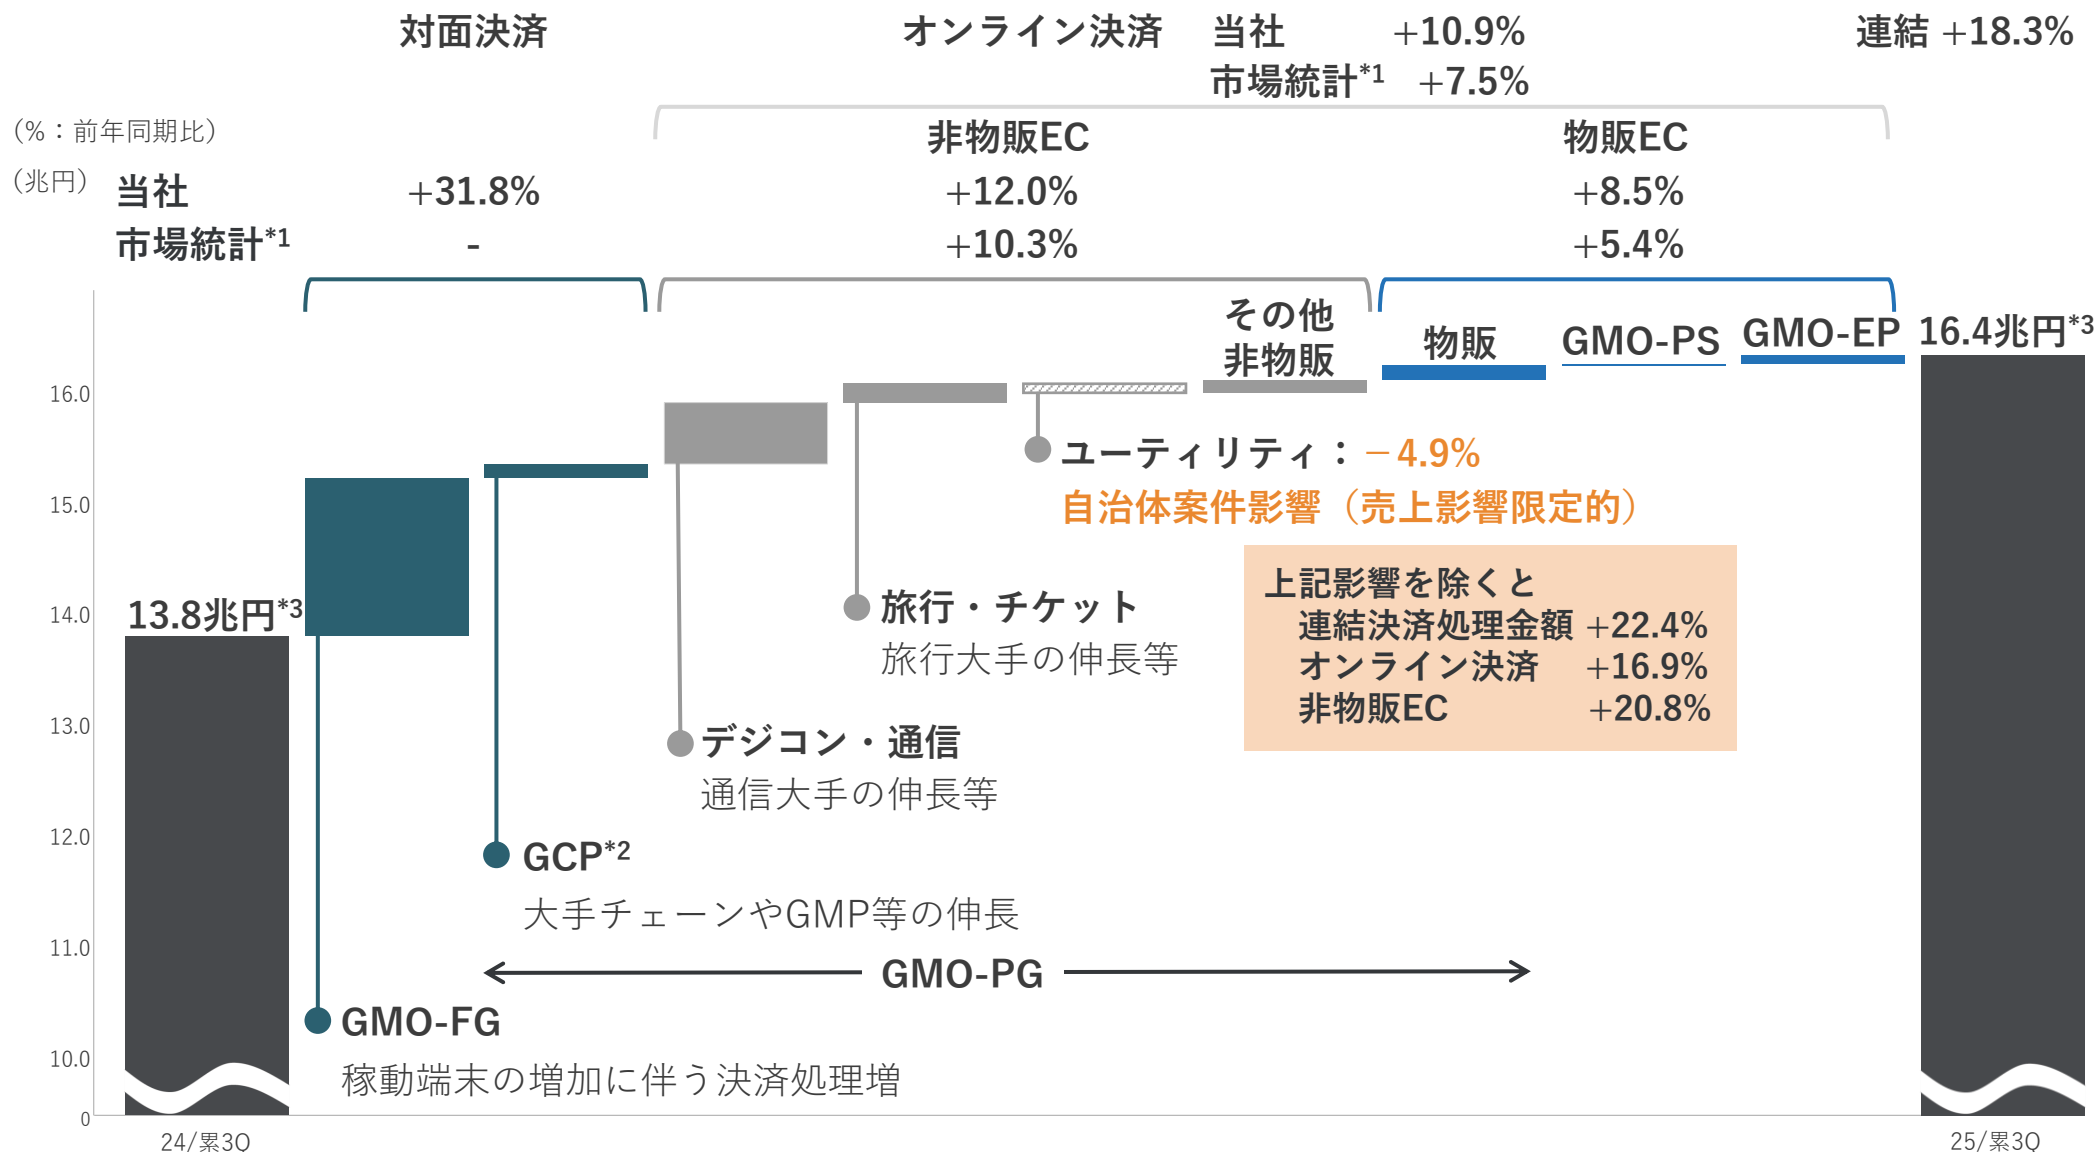 対面決済
オンライン決済 当社 +10.9%
市場統計*1 +7.5%
連結 +18.3%
（%：前年同期比）
（兆円）
非物販EC
物販EC
当社 +31.8% +12.0% +8.5%
市場統計*1 - +10.3% +5.4%
その他
非物販
物販
GMO-PS
GMO-EP
16.4兆円*3
16.0
15.0
14.0
13.0
12.0
11.0
10.0
0
ユーティリティ：－4.9%
自治体案件影響（売上影響限定的）
上記影響を除くと
連結決済処理金額 +22.4%
オンライン決済 +16.9%
非物販EC +20.8%
13.8兆円*3
旅行・チケット
旅行大手の伸長等
デジコン・通信
通信大手の伸長等
GCP*2
大手チェーンやGMP等の伸長
GMO-PG
GMO-FG
稼動端末の増加に伴う決済処理増
24/累3Q
25/累3Q